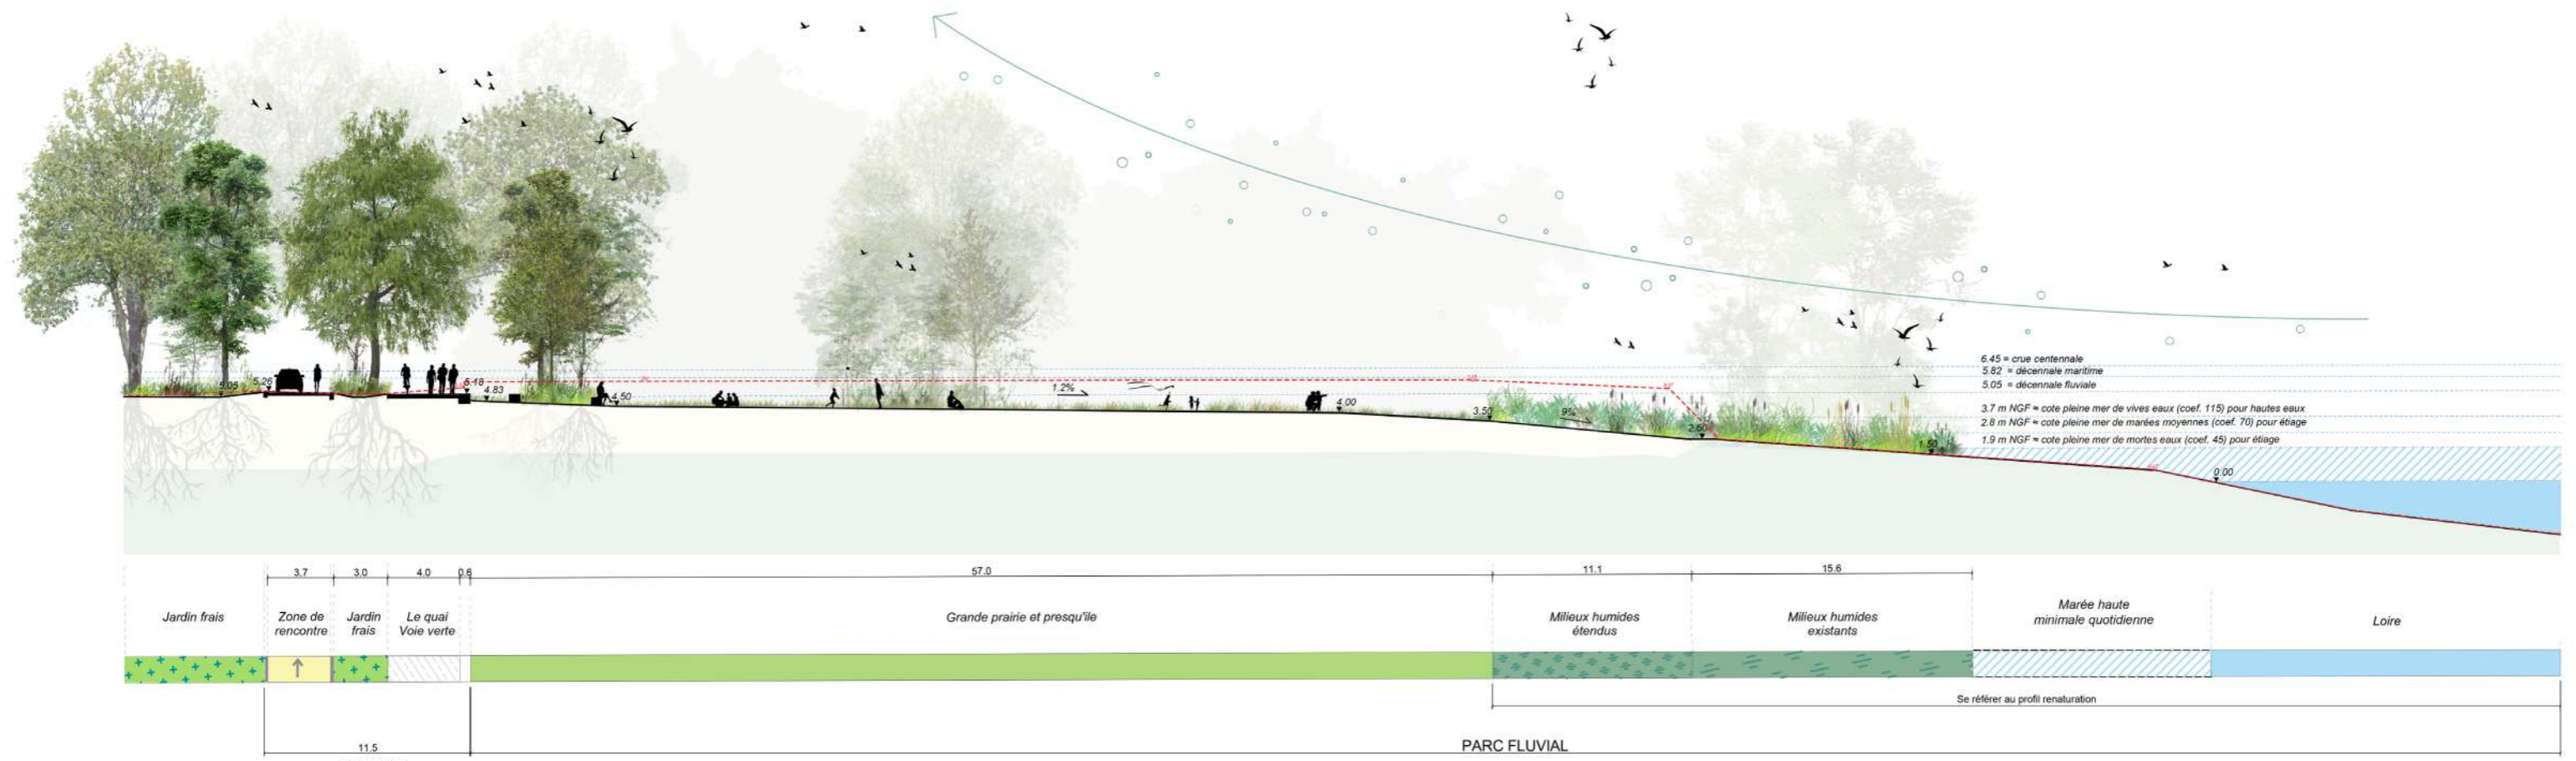 6.45 = crue centennale
5.82 = décennale maritime
5.05 = décennale fluviale
3.7 m NGF = cote pleine mer de vives eaux (coef. 115) pour hautes eaux
2.8 m NGF = cote pleine mer de marées moyennes (coef. 70) pour étiage
1.9 m NGF = cote pleine mer de mortes eaux (coef. 45) pour étiage
5.05
5.26
5.18
4.83
4.50
1.2%
4.00
3.50
9%
2.60
1.50
0.00
3.7
3.0
4.0
0.6
57.0
11.1
15.6
Jardin frais
Zone de
rencontre
Jardin
frais
Le quai
Voie verte
Grande prairie et presqu'ile
Milieux humides
étendus
Milieux humides
existants
Marée haute
minimale quotidienne
Loire
Se référer au profil renaturation
11.5
PARC FLUVIAL